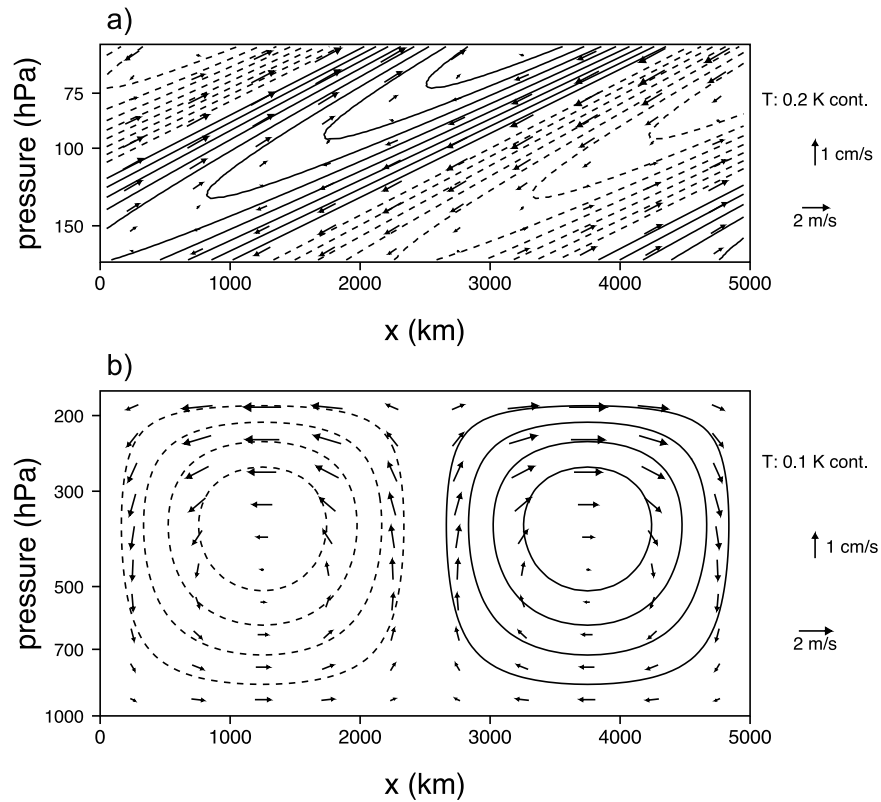 a)
pressure (hPa)
75
100
150
T: 0.2 K cont.
1 cm/s
2 m/s
0 1000 2000 3000 4000 5000
x (km)
b)
pressure (hPa)
200
300
500
700
1000
T: 0.1 K cont.
1 cm/s
2 m/s
0 1000 2000 3000 4000 5000
x (km)